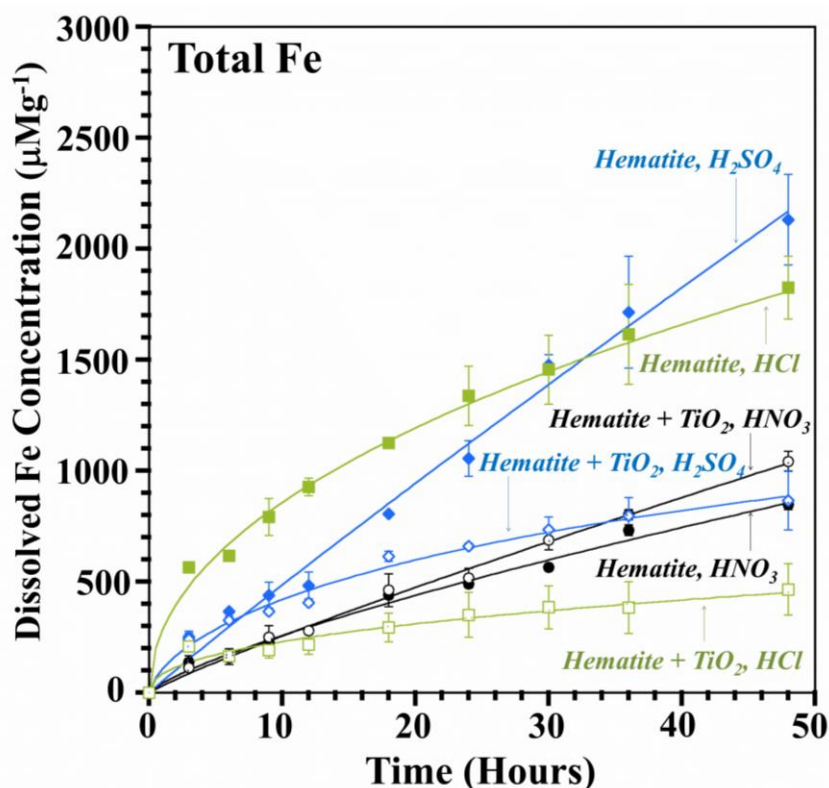 Total Fe
Dissolved Fe Concentration (μMg⁻¹)
3000
2500
2000
1500
1000
500
0
Hematite, H₂SO₄
Hematite, HCl
Hematite + TiO₂, HNO₃
Hematite + TiO₂, H₂SO₄
Hematite, HNO₃
Hematite + TiO₂, HCl
0 10 20 30 40 50
Time (Hours)